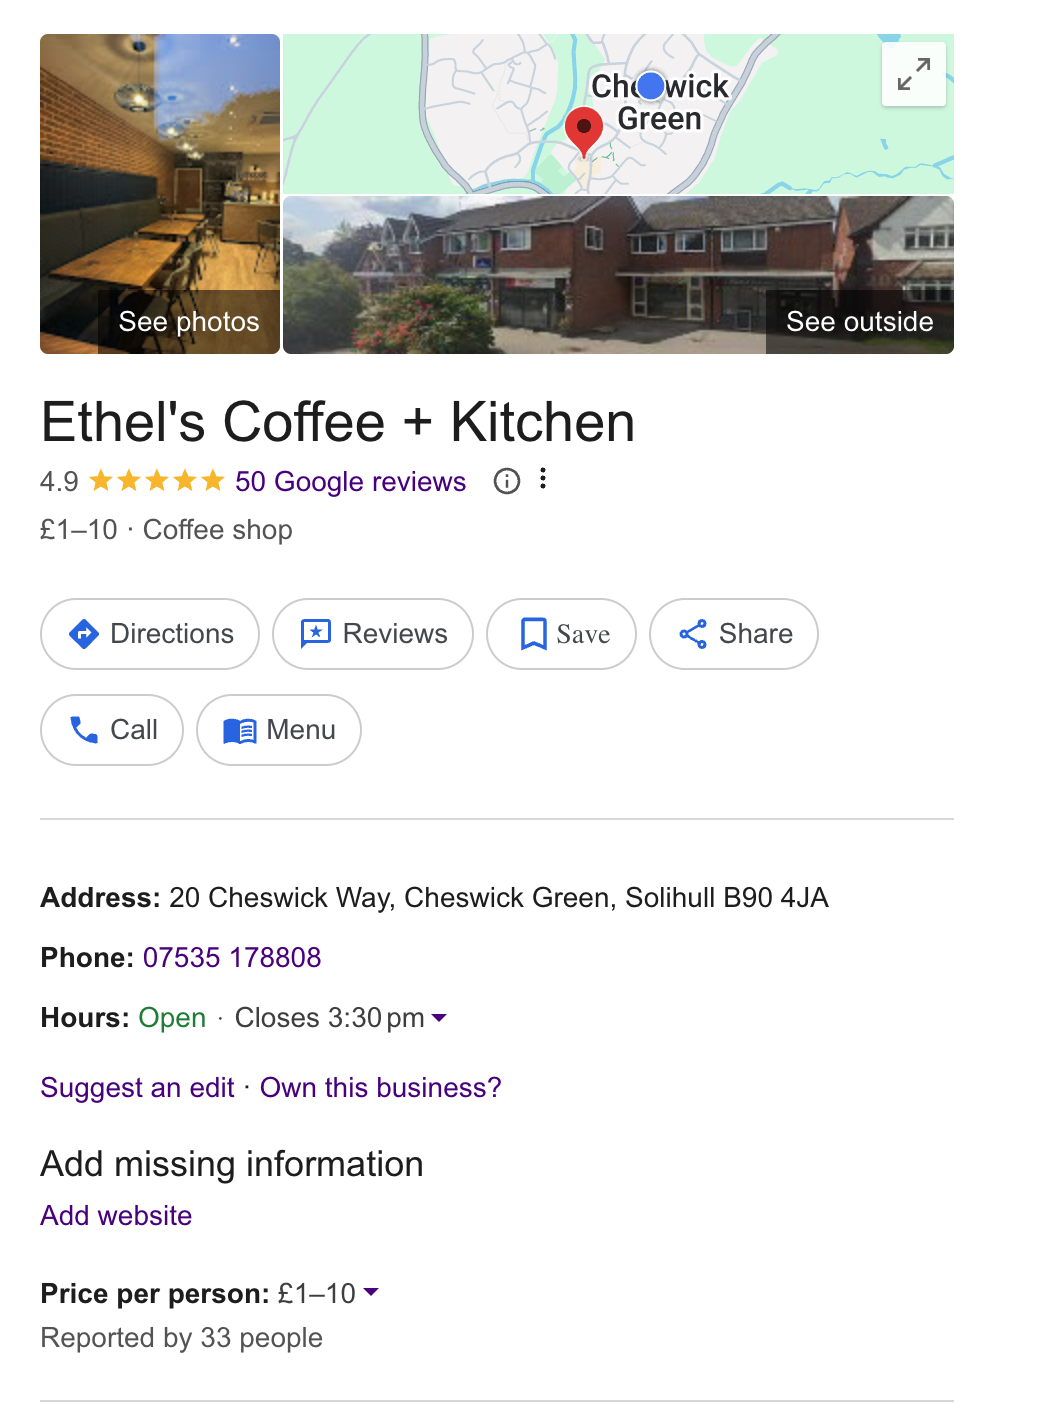 Cheswick
Green
See photos
See outside
Ethel's Coffee + Kitchen
4.9 50 Google reviews
£1–10 · Coffee shop
Directions
Reviews
Save
Share
Call
Menu
Address: 20 Cheswick Way, Cheswick Green, Solihull B90 4JA
Phone: 07535 178808
Hours: Open · Closes 3:30 pm
Suggest an edit · Own this business?
Add missing information
Add website
Price per person: £1–10
Reported by 33 people